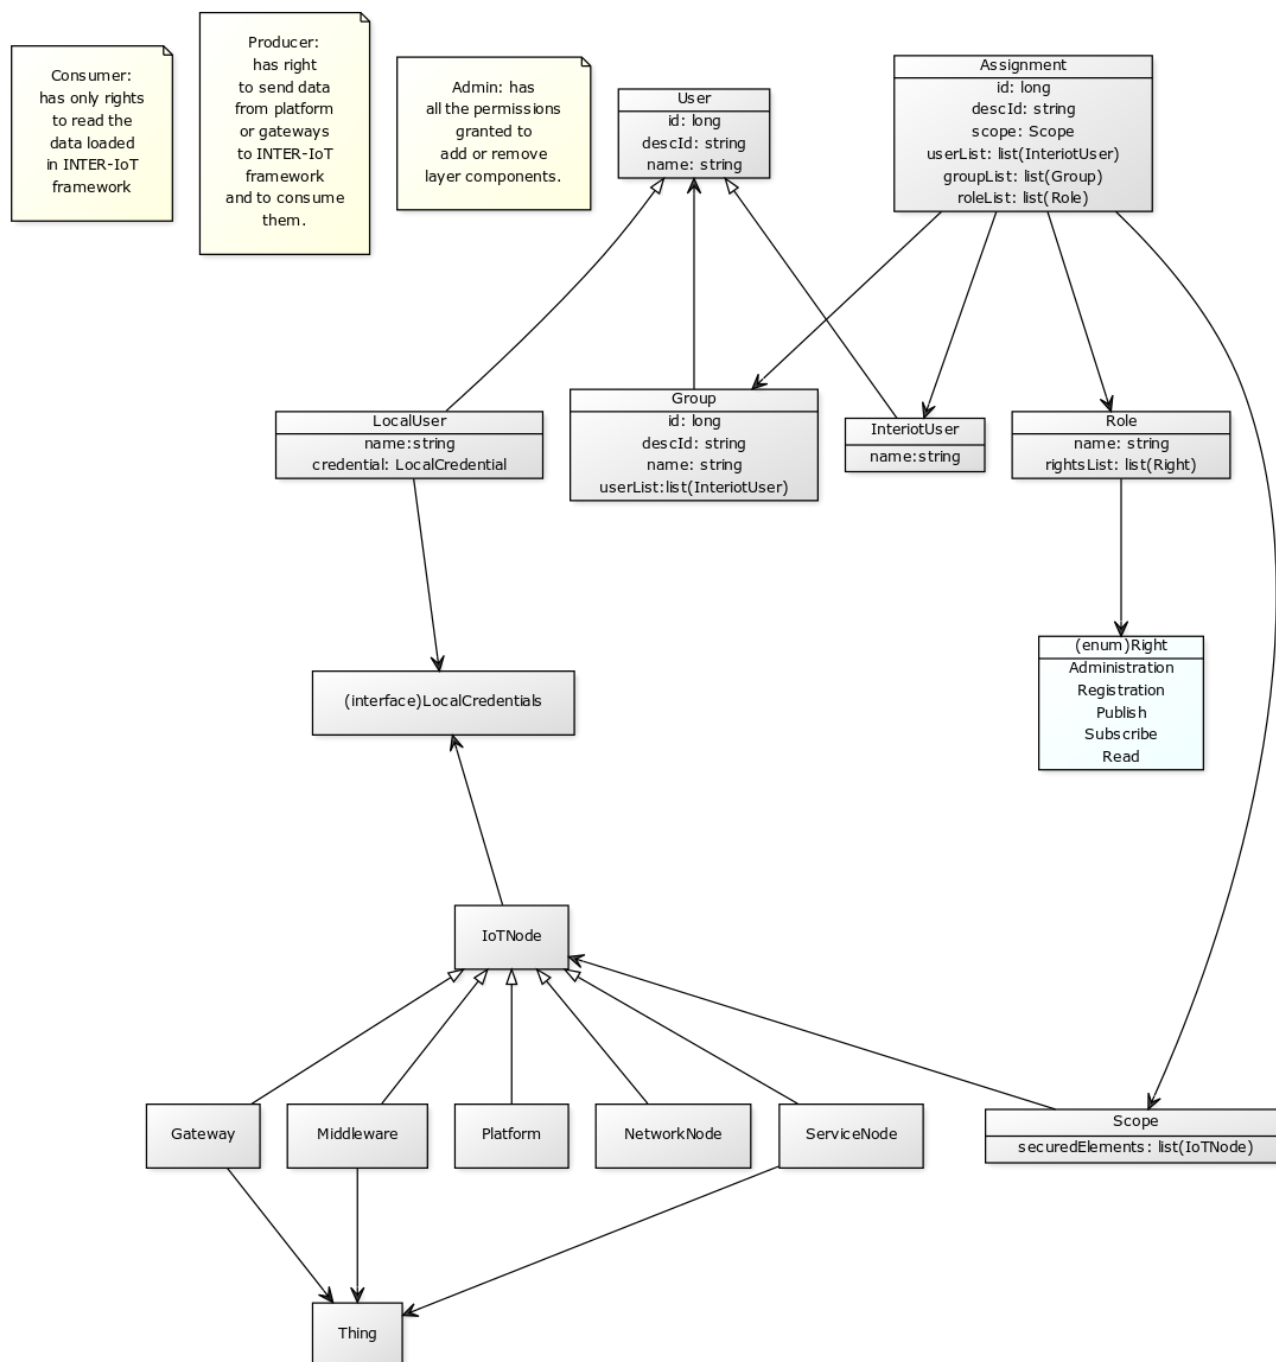 Consumer:
has only rights
to read the
data loaded
in INTER-IoT
framework
Producer:
has right
to send data
from platform
or gateways
to INTER-IoT
framework
and to consume
them.
Admin: has
all the permissions
granted to
add or remove
layer components.
User
id: long
descId: string
name: string
Assignment
id: long
descId: string
scope: Scope
userList: list(InteriotUser)
groupList: list(Group)
roleList: list(Role)
LocalUser
name:string
credential: LocalCredential
Group
id: long
descId: string
name: string
userList:list(InteriotUser)
InteriotUser
name:string
Role
name: string
rightsList: list(Right)
(interface)LocalCredentials
(enum)Right
Administration
Registration
Publish
Subscribe
Read
IoTNode
Gateway
Middleware
Platform
NetworkNode
ServiceNode
Scope
securedElements: list(IoTNode)
Thing